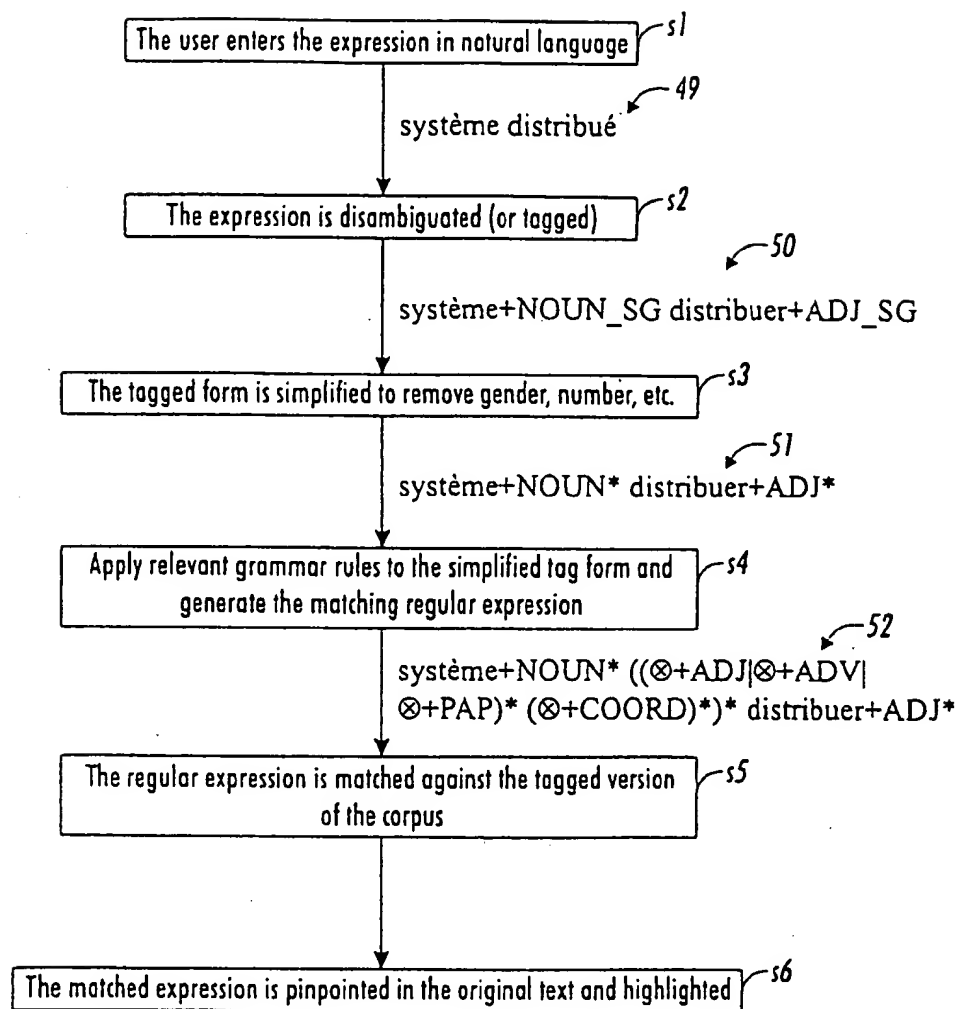 The user enters the expression in natural language
s1
49
système distribué
The expression is disambiguated (or tagged)
s2
50
système+NOUN_SG distribuer+ADJ_SG
The tagged form is simplified to remove gender, number, etc.
s3
51
système+NOUN* distribuer+ADJ*
Apply relevant grammar rules to the simplified tag form and
generate the matching regular expression
s4
52
système+NOUN* ((⊗+ADJ|⊗+ADV|
⊗+PAP)* (⊗+COORD)*)* distribuer+ADJ*
The regular expression is matched against the tagged version
of the corpus
s5
The matched expression is pinpointed in the original text and highlighted
s6